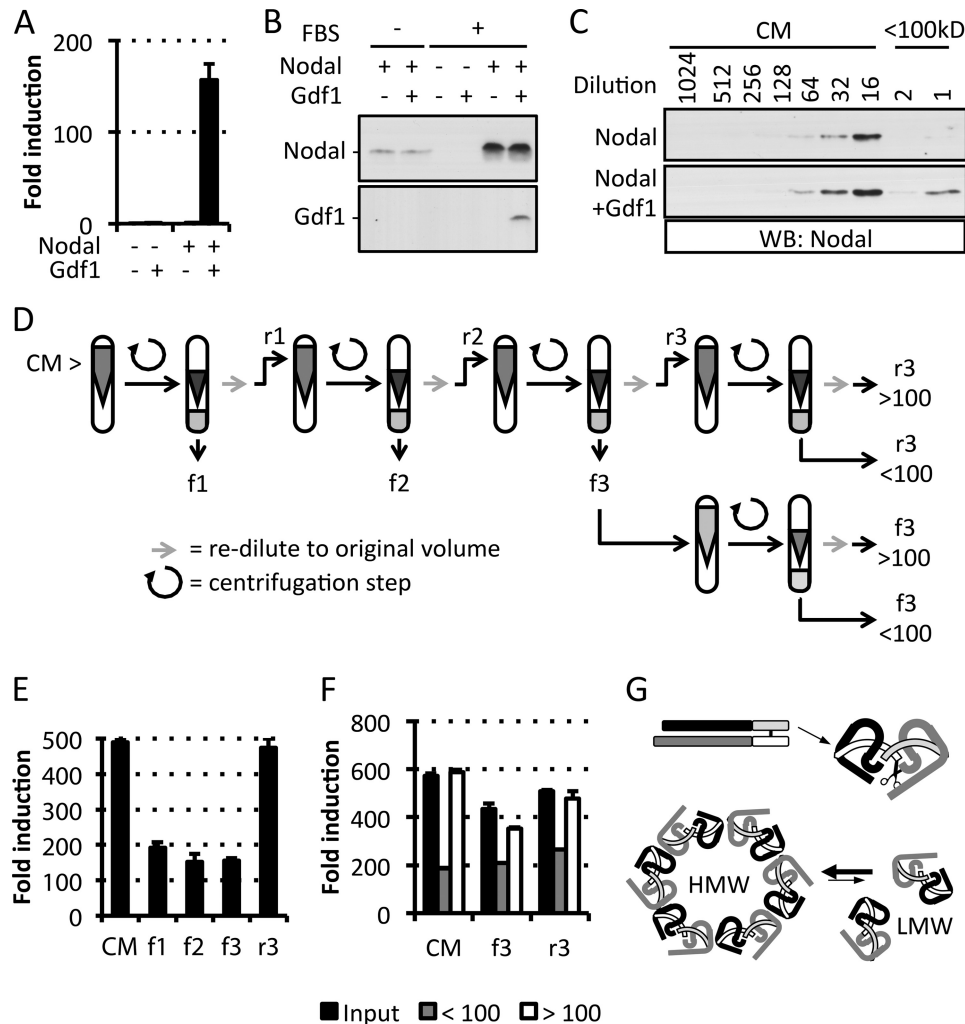 A
200
100
0
Fold induction
Nodal - - + +
Gdf1 - + - +
B
FBS - +
Nodal + + - - + +
Gdf1 - + - + - +
Nodal -
Gdf1 -
C
CM <100kD
Dilution 1024 512 256 128 64 32 16 2 1
Nodal
Nodal
+Gdf1
WB: Nodal
D
CM >
r1
r2
r3
r3
>100
r3
<100
f1
f2
f3
f3
>100
f3
<100
= re-dilute to original volume
= centrifugation step
E
500
400
300
200
100
0
Fold induction
CM f1 f2 f3 r3
F
800
600
400
200
0
Fold induction
CM f3 r3
Input < 100 > 100
G
HMW
LMW